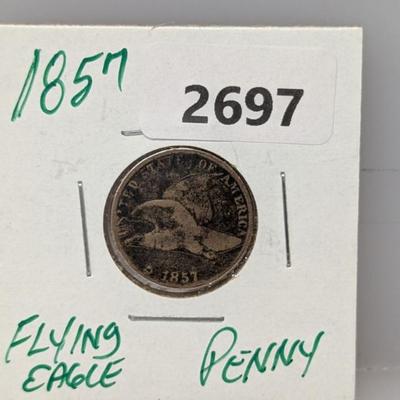 1857
2697
UNITED STATES OF AMERICA
1857
FLYING EAGLE PENNY